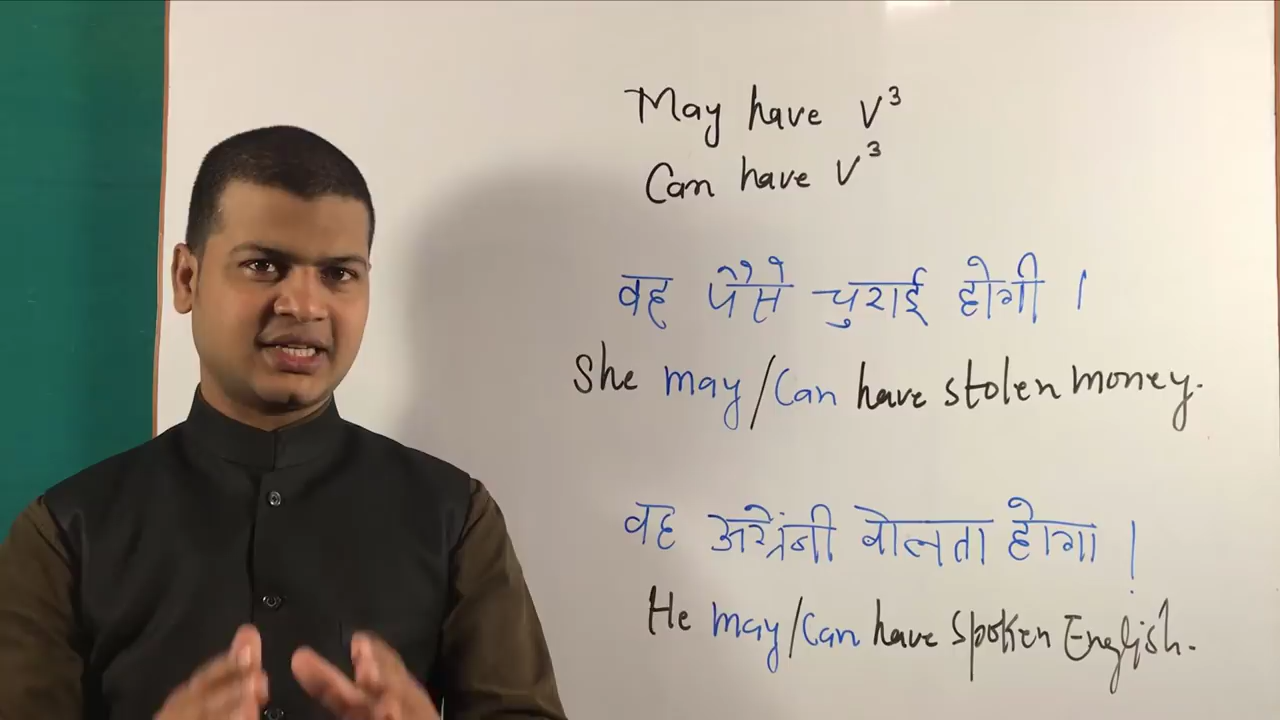 May have V³
Can have V³
वह पैसे चुराई होगी ।
She may/Can have stolen money.
वह अंग्रेजी बोलता होगा ।
He may/Can have spoken English.